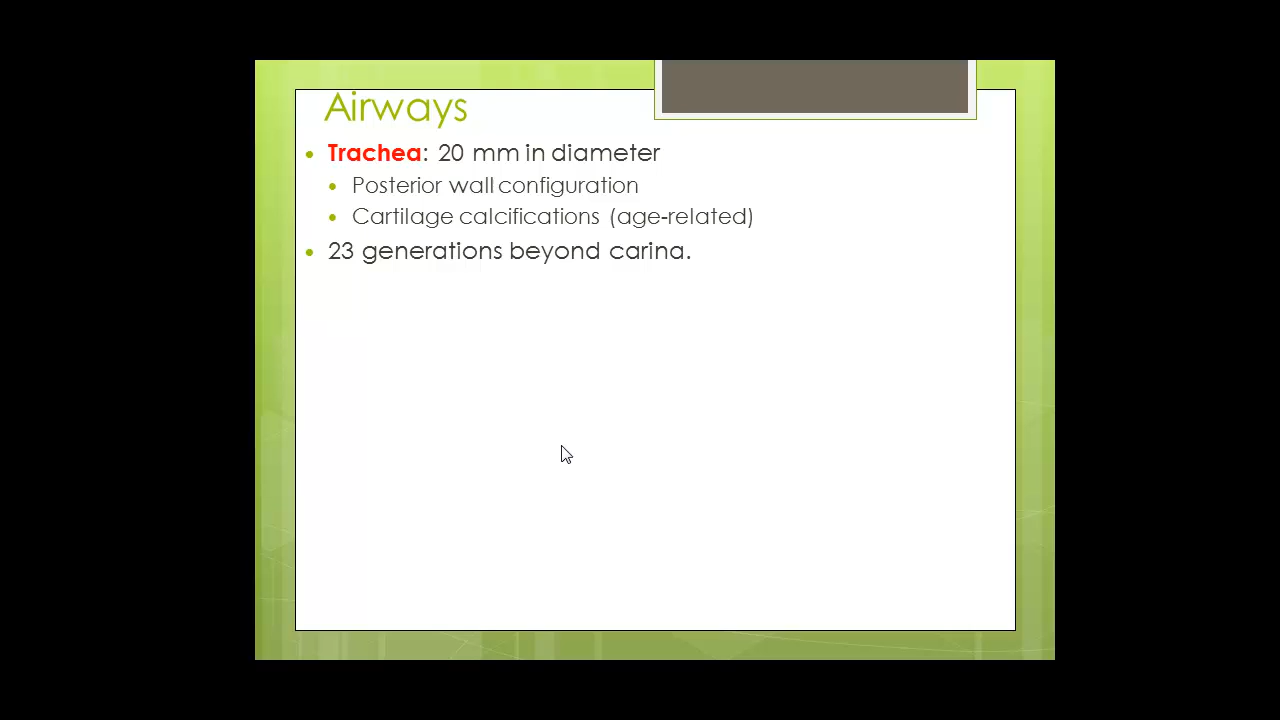 Airways
Trachea: 20 mm in diameter
Posterior wall configuration
Cartilage calcifications (age-related)
23 generations beyond carina.